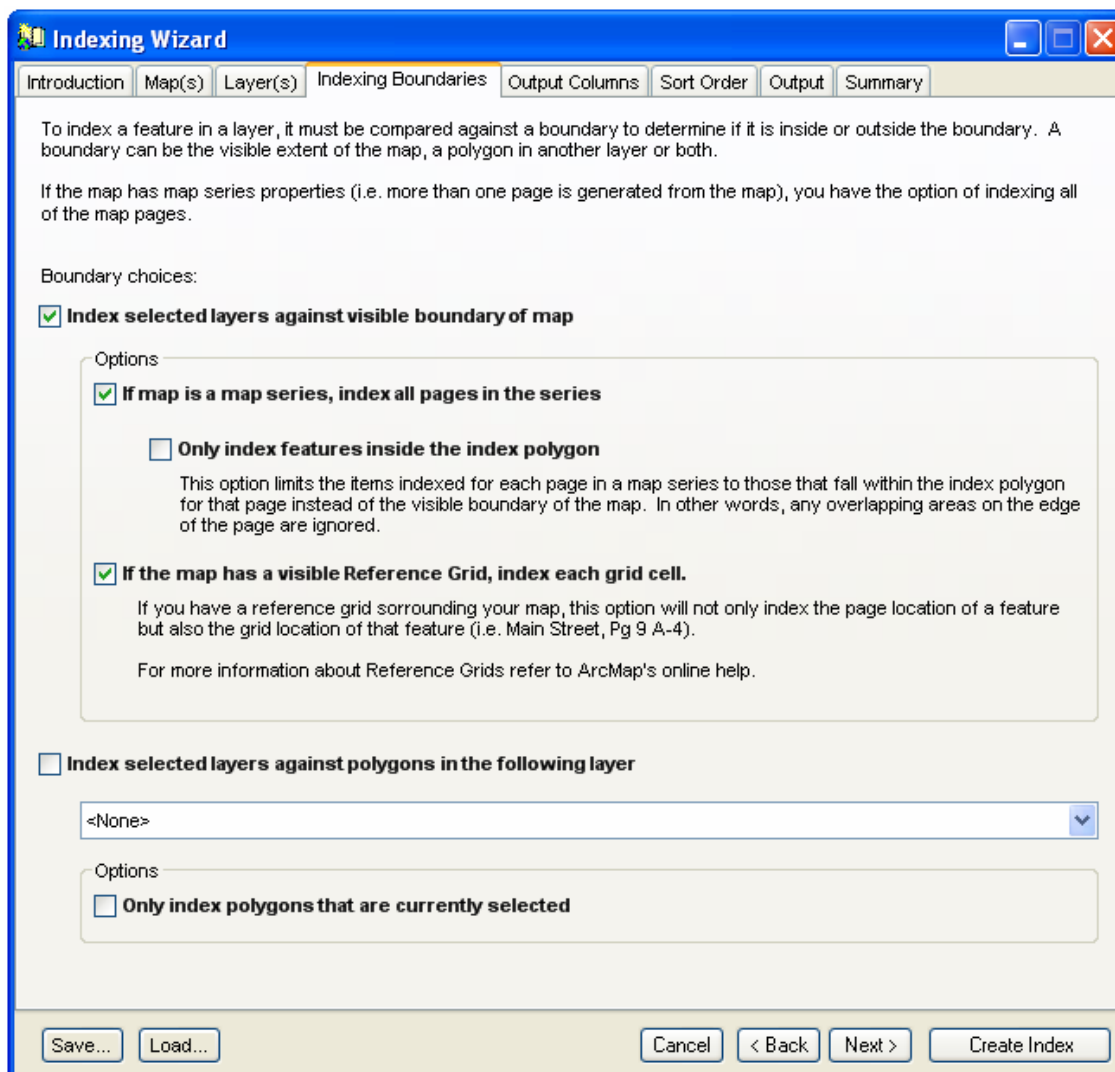 Indexing Wizard
Introduction Map(s) Layer(s) Indexing Boundaries Output Columns Sort Order Output Summary
To index a feature in a layer, it must be compared against a boundary to determine if it is inside or outside the boundary. A
boundary can be the visible extent of the map, a polygon in another layer or both.
If the map has map series properties (i.e. more than one page is generated from the map), you have the option of indexing all
of the map pages.
Boundary choices:
Index selected layers against visible boundary of map
Options
If map is a map series, index all pages in the series
Only index features inside the index polygon
This option limits the items indexed for each page in a map series to those that fall within the index polygon
for that page instead of the visible boundary of the map. In other words, any overlapping areas on the edge
of the page are ignored.
If the map has a visible Reference Grid, index each grid cell.
If you have a reference grid sorrounding your map, this option will not only index the page location of a feature
but also the grid location of that feature (i.e. Main Street, Pg 9 A-4).
For more information about Reference Grids refer to ArcMap's online help.
Index selected layers against polygons in the following layer
<None>
Options
Only index polygons that are currently selected
Save... Load... Cancel < Back Next > Create Index